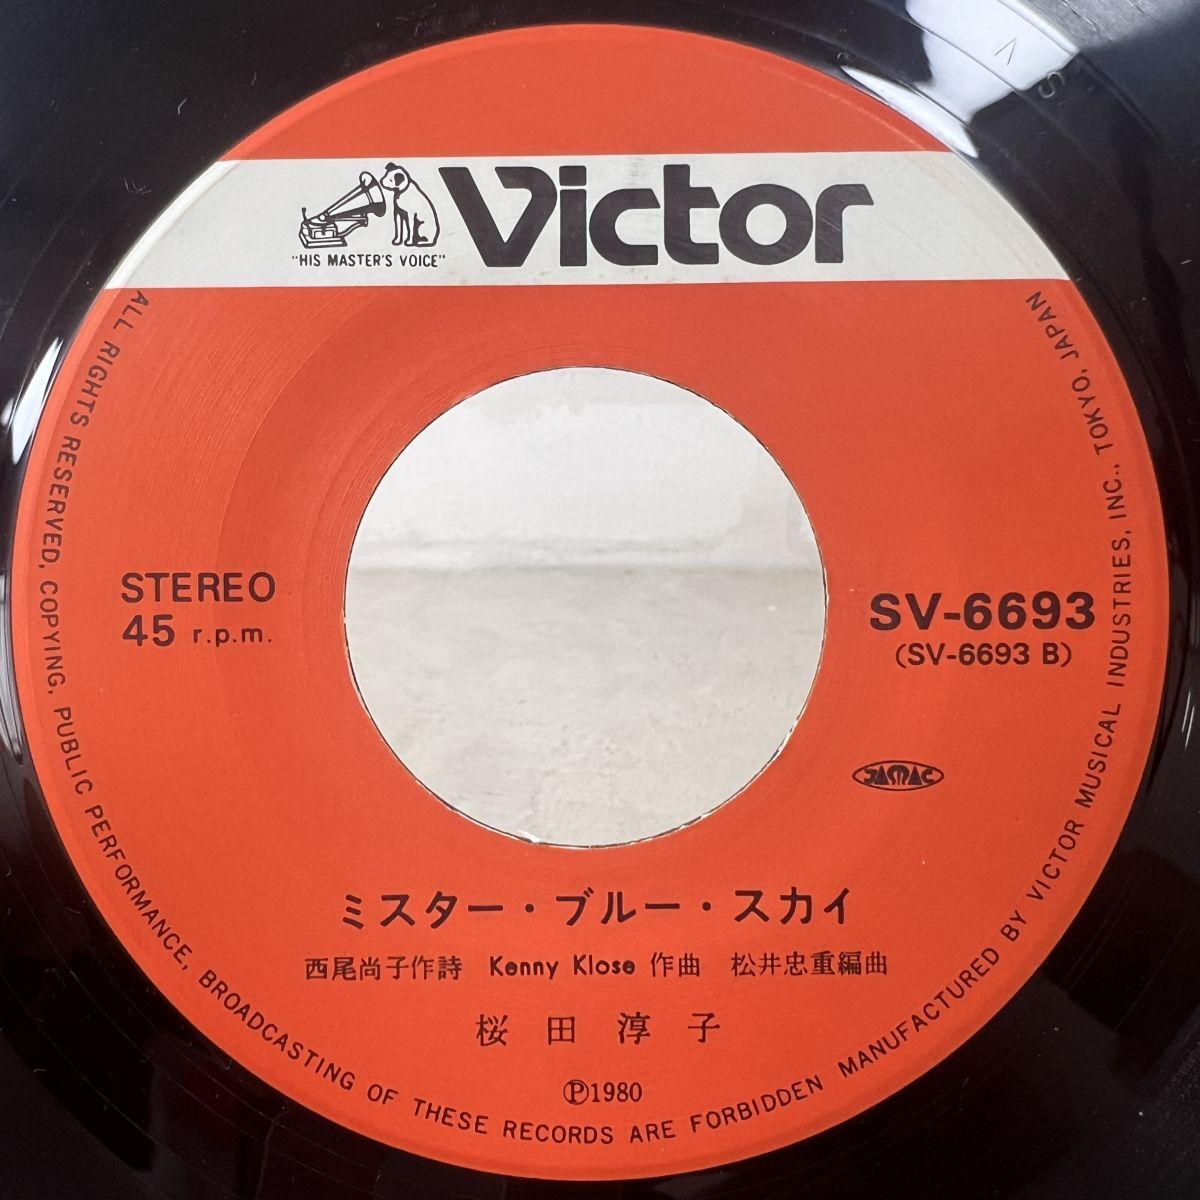 Victor
"HIS MASTER'S VOICE"
STEREO
45 r.p.m.
SV-6693
(SV-6693 B)
JASRAC
ミスター・ブルー・スカイ
西尾尚子作詩 Kenny Klose 作曲 松井忠重編曲
桜田淳子
Ⓟ1980
ALL RIGHTS RESERVED, COPYING, PUBLIC PERFORMANCE, BROADCASTING OF THESE RECORDS ARE FORBIDDEN MANUFACTURED BY VICTOR MUSICAL INDUSTRIES, INC., TOKYO, JAPAN